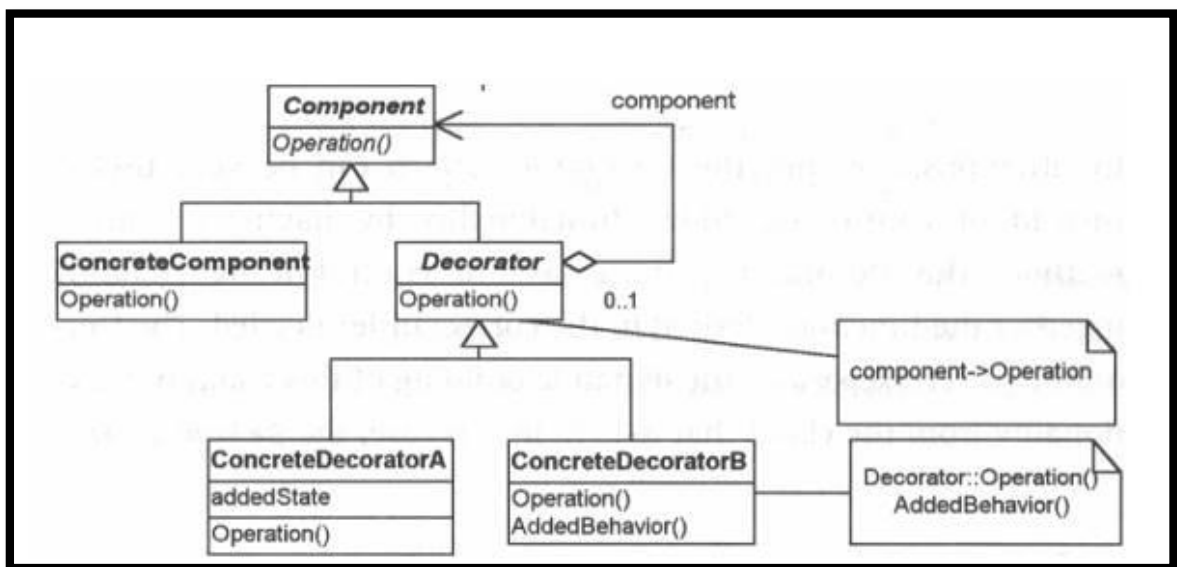 Component
Operation()
component
ConcreteComponent
Operation()
Decorator
Operation()
0..1
component->Operation
ConcreteDecoratorA
addedState
Operation()
ConcreteDecoratorB
Operation()
AddedBehavior()
Decorator::Operation()
AddedBehavior()